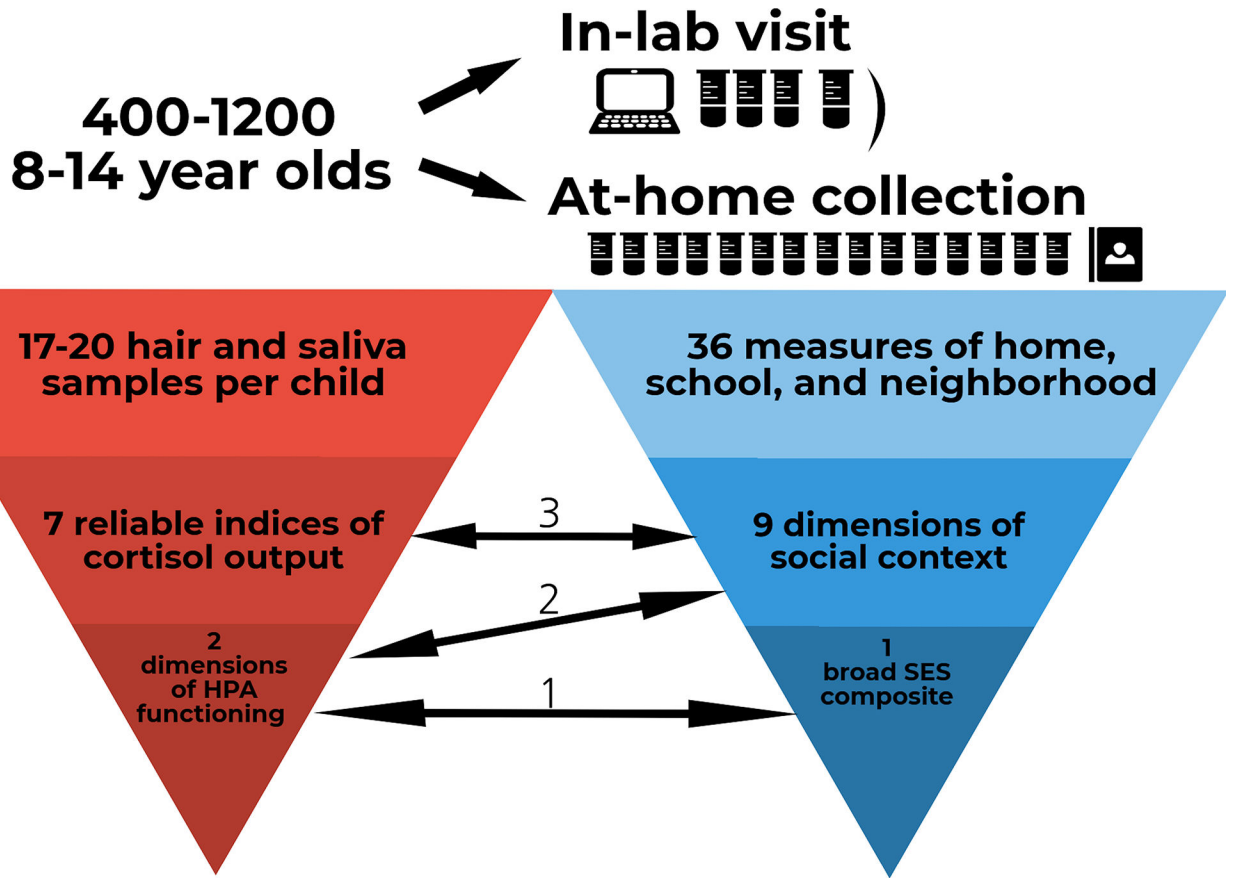 In-lab visit
400-1200
8-14 year olds
At-home collection
17-20 hair and saliva
samples per child
36 measures of home,
school, and neighborhood
7 reliable indices of
cortisol output
3
9 dimensions of
social context
2
2
dimensions
of HPA
functioning
1
1
broad SES
composite